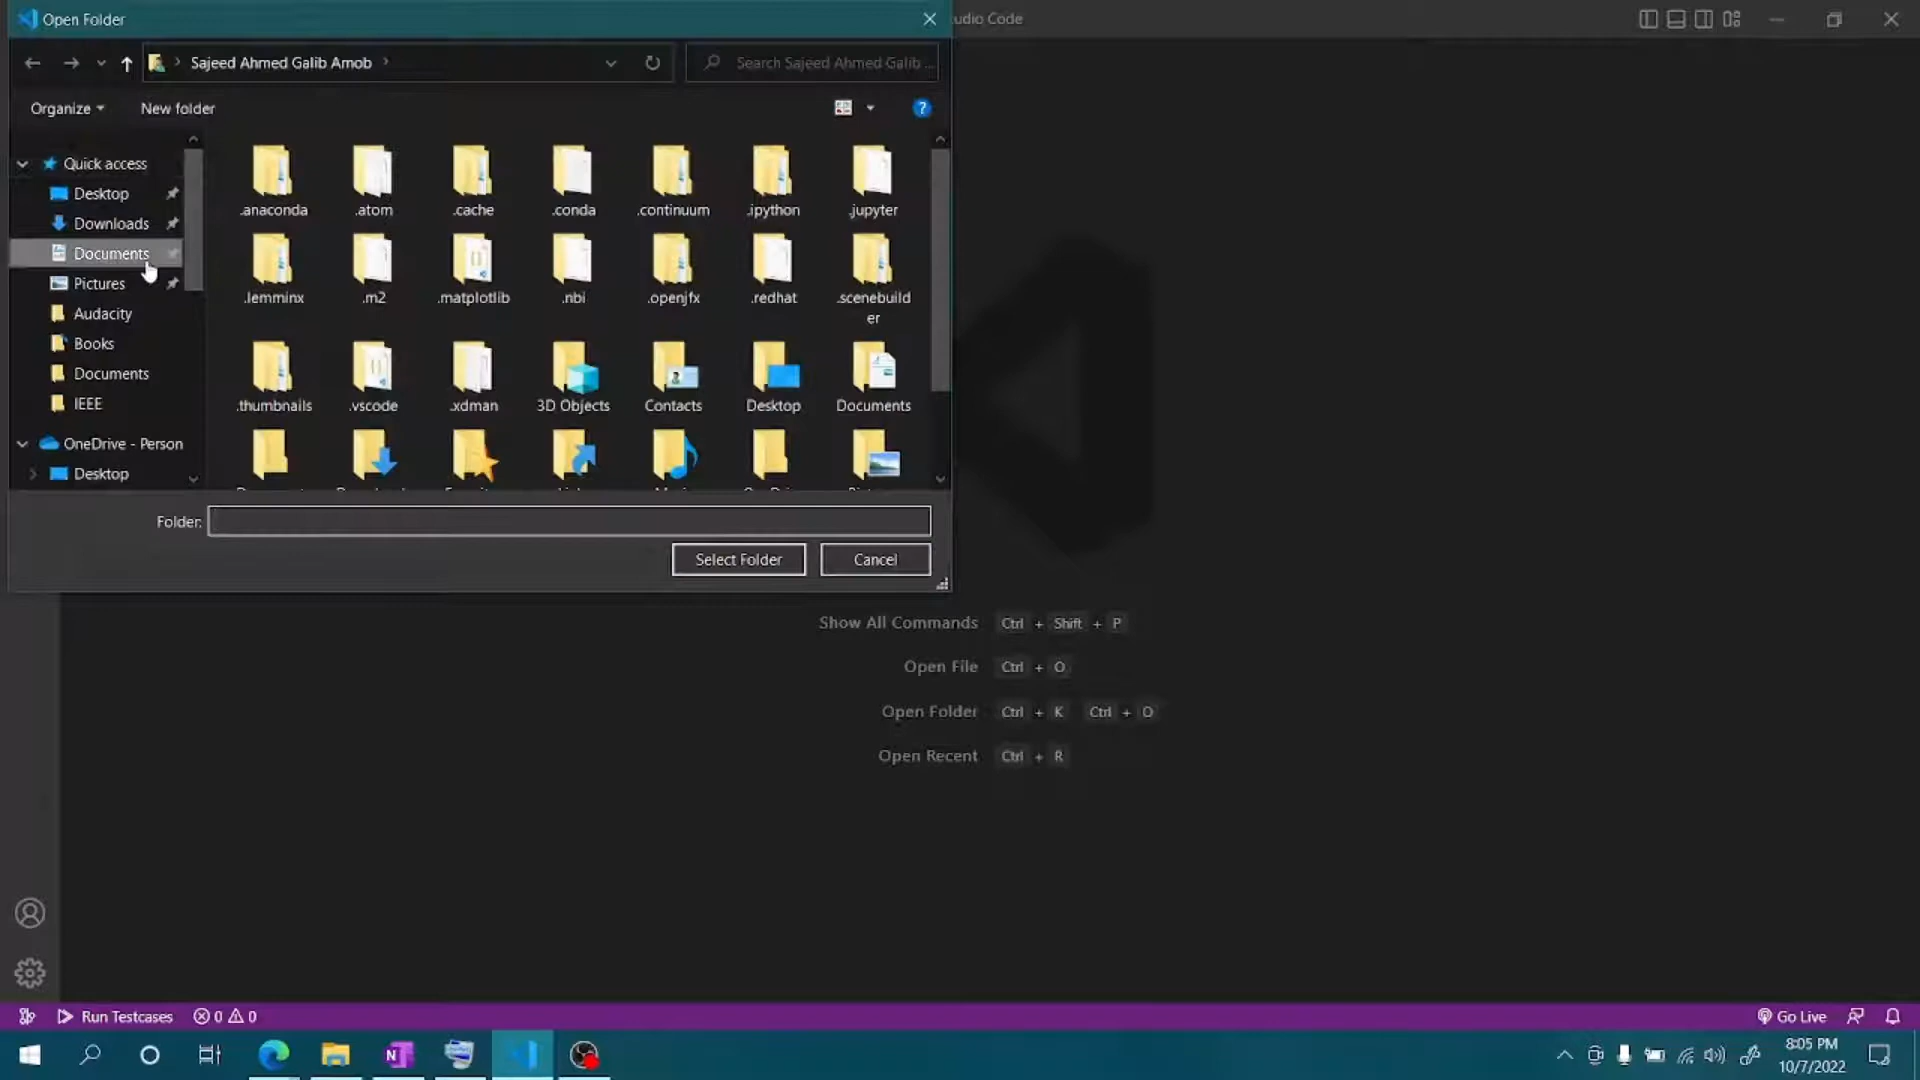 Open Folder
udio Code
Sajeed Ahmed Galib Arnob
Search Sajeed Ahmed Galib ...
Organize
New folder
Quick access
Desktop
Downloads
Documents
Pictures
Audacity
Books
Documents
IEEE
OneDrive - Person
Desktop
.anaconda
.atom
.cache
.conda
.continuum
.ipython
.jupyter
.lemminx
.m2
.matplotlib
.nbi
.openjfx
.redhat
.scenebuild
er
.thumbnails
.vscode
.xdman
3D Objects
Contacts
Desktop
Documents
Folder:
Select Folder
Cancel
Show All Commands Ctrl + Shift + P
Open File Ctrl + O
Open Folder Ctrl + K Ctrl + O
Open Recent Ctrl + R
Run Testcases
0 0
Go Live
8:05 PM
10/7/2022